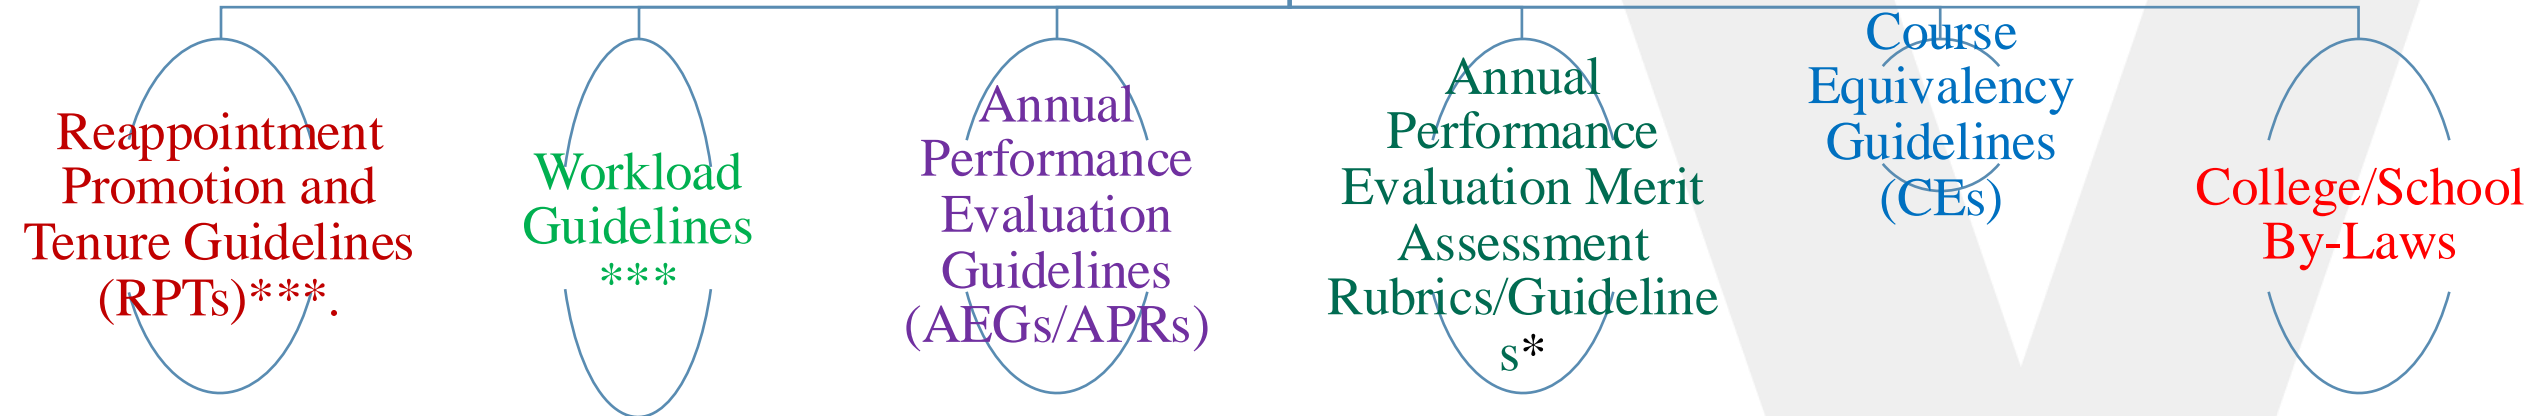 Reappointment
Promotion and
Tenure Guidelines
(RPTs)***.
Workload
Guidelines
***
Annual
Performance
Evaluation
Guidelines
(AEGs/APRs)
Annual
Performance
Evaluation Merit
Assessment
Rubrics/Guideline
s*
Course
Equivalency
Guidelines
(CEs)
College/School
By-Laws